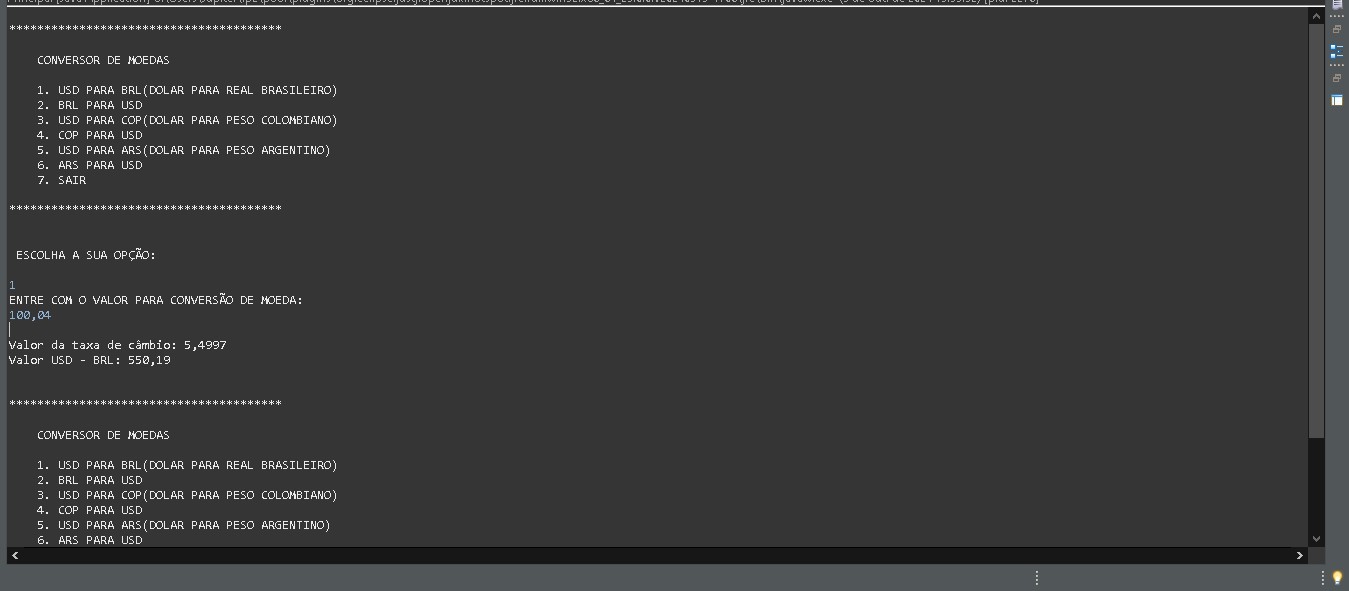 ***************************************
CONVERSOR DE MOEDAS
1. USD PARA BRL(DOLAR PARA REAL BRASILEIRO)
2. BRL PARA USD
3. USD PARA COP(DOLAR PARA PESO COLOMBIANO)
4. COP PARA USD
5. USD PARA ARS(DOLAR PARA PESO ARGENTINO)
6. ARS PARA USD
7. SAIR
***************************************
ESCOLHA A SUA OPÇÃO:
1
ENTRE COM O VALOR PARA CONVERSÃO DE MOEDA:
100,04
Valor da taxa de câmbio: 5,4997
Valor USD - BRL: 550,19
***************************************
CONVERSOR DE MOEDAS
1. USD PARA BRL(DOLAR PARA REAL BRASILEIRO)
2. BRL PARA USD
3. USD PARA COP(DOLAR PARA PESO COLOMBIANO)
4. COP PARA USD
5. USD PARA ARS(DOLAR PARA PESO ARGENTINO)
6. ARS PARA USD